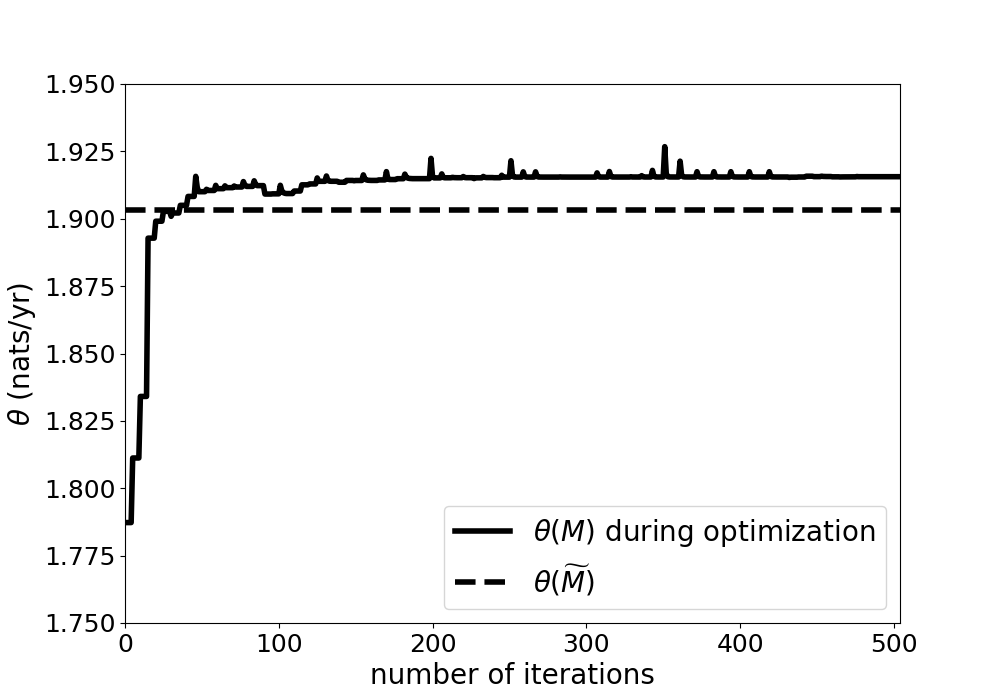 1.950
1.925
1.900
1.875
1.850
1.825
1.800
1.775
1.750
θ (nats/yr)
θ(M) during optimization
θ(M̃)
0 100 200 300 400 500
number of iterations